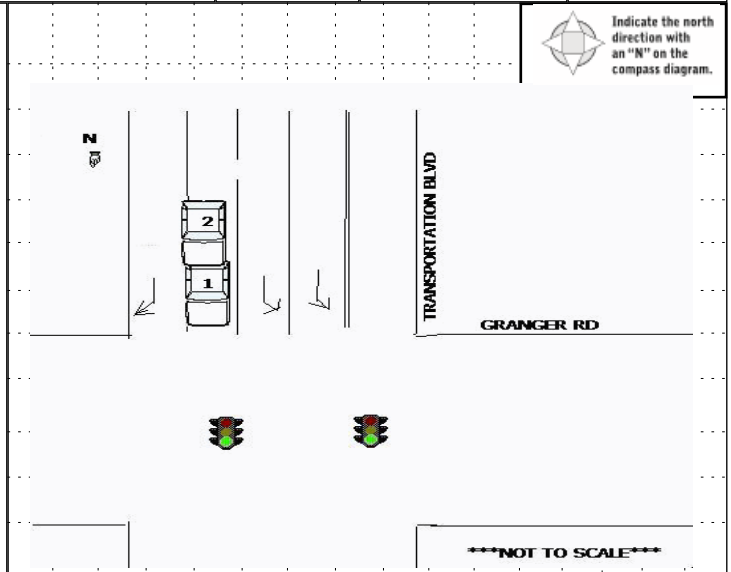 Indicate the north
direction with
an “N” on the
compass diagram.
N
TRANSPORTATION BLVD
2
1
GRANGER RD
***NOT TO SCALE***